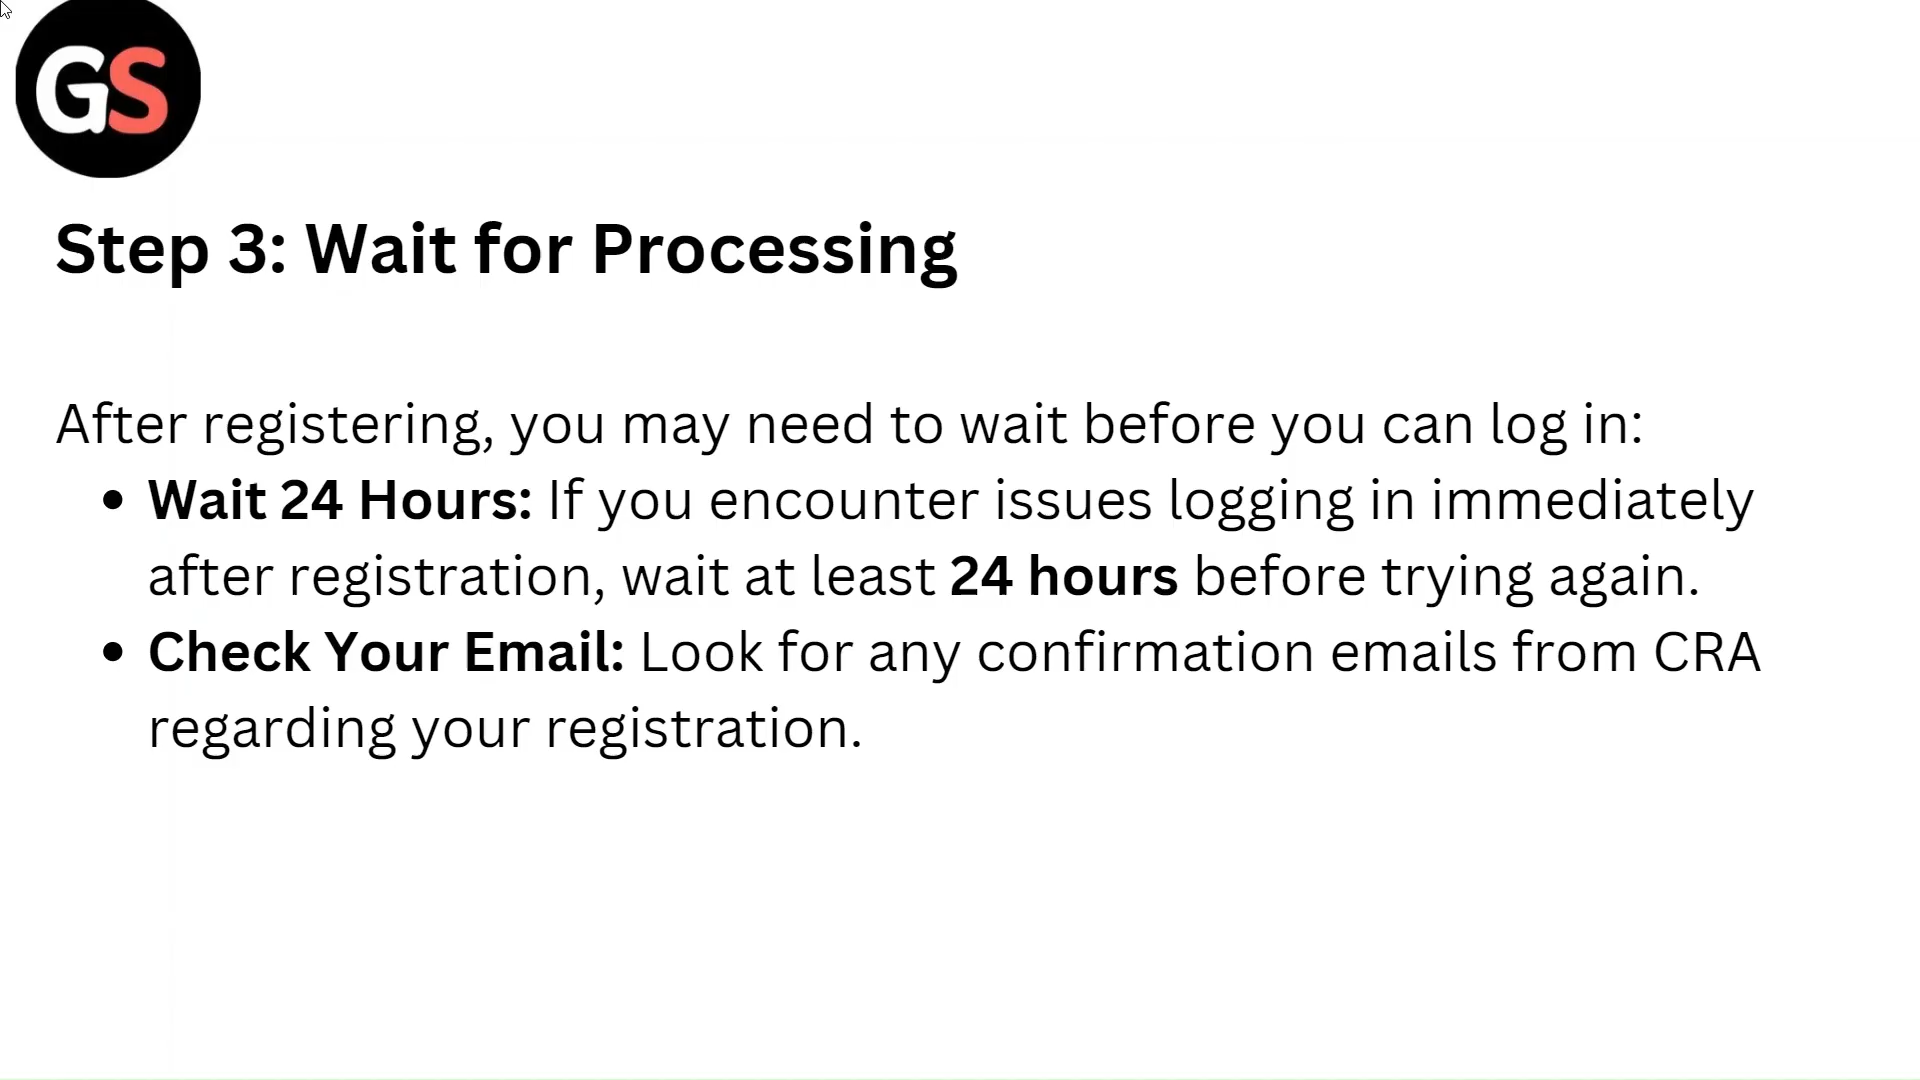 GS
Step 3: Wait for Processing
After registering, you may need to wait before you can log in:
• Wait 24 Hours: If you encounter issues logging in immediately
after registration, wait at least 24 hours before trying again.
• Check Your Email: Look for any confirmation emails from CRA
regarding your registration.